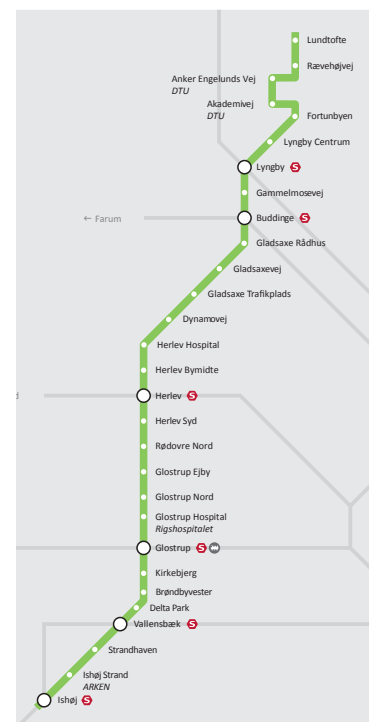 Lundtofte
Rævehøjvej
Anker Engelunds Vej
DTU
Akademivej
DTU
Fortunbyen
Lyngby Centrum
Lyngby S
Gammelmosevej
← Farum
Buddinge S
Gladsaxe Rådhus
Gladsaxevej
Gladsaxe Trafikplads
Dynamovej
Herlev Hospital
Herlev Bymidte
Herlev S
Herlev Syd
Rødovre Nord
Glostrup Ejby
Glostrup Nord
Glostrup Hospital
Rigshospitalet
Glostrup S
Kirkebjerg
Brøndbyvester
Delta Park
Vallensbæk S
Strandhaven
Ishøj Strand
ARKEN
Ishøj S